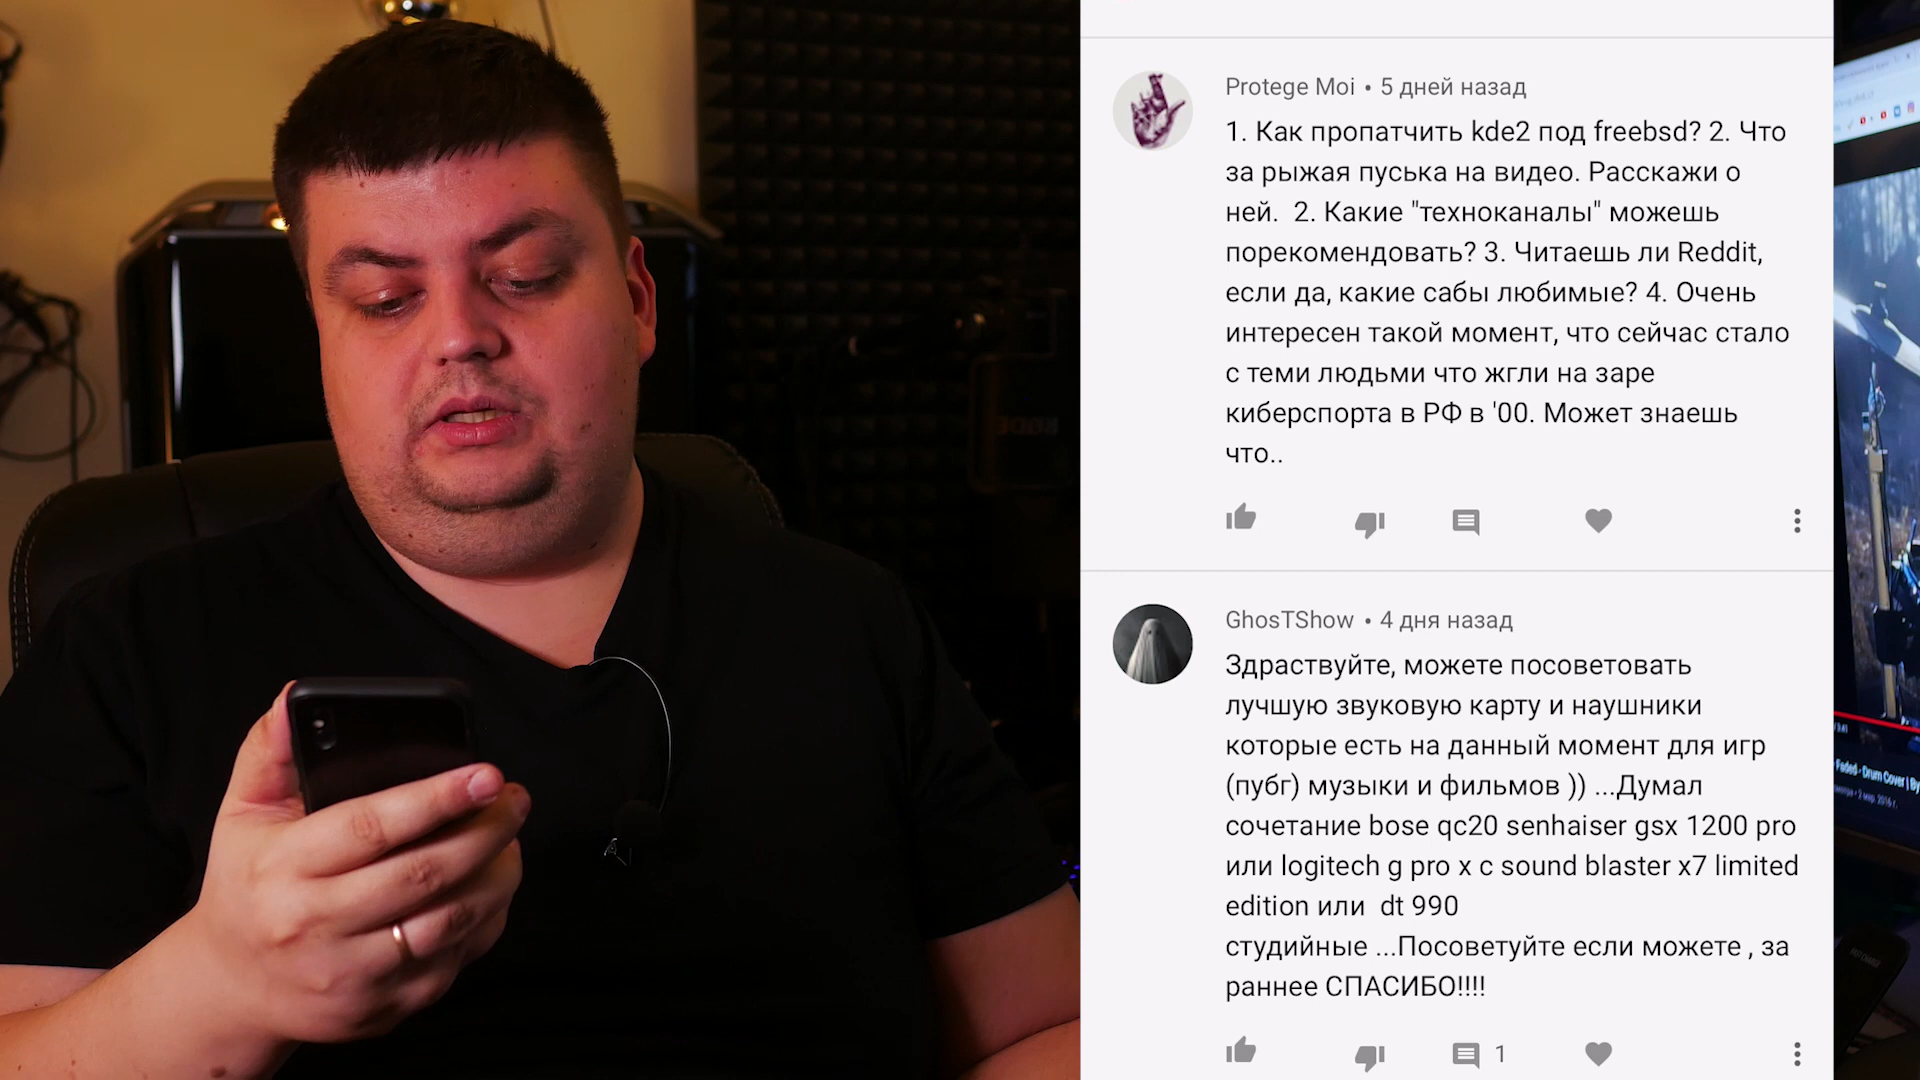 Protege Moi • 5 дней назад
1. Как пропатчить kde2 под freebsd? 2. Что
за рыжая пуська на видео. Расскажи о
ней.  2. Какие "техноканалы" можешь
порекомендовать? 3. Читаешь ли Reddit,
если да, какие сабы любимые? 4. Очень
интересен такой момент, что сейчас стало
с теми людьми что жгли на заре
киберспорта в РФ в '00. Может знаешь
что..
GhosTShow • 4 дня назад
Здраствуйте, можете посоветовать
лучшую звуковую карту и наушники
которые есть на данный момент для игр
(пубг) музыки и фильмов )) ...Думал
сочетание bose qc20 senhaiser gsx 1200 pro
или logitech g pro x с sound blaster x7 limited
edition или  dt 990
студийные ...Посоветуйте если можете , за
раннее СПАСИБО!!!!
1
Faded - Drum Cover | By